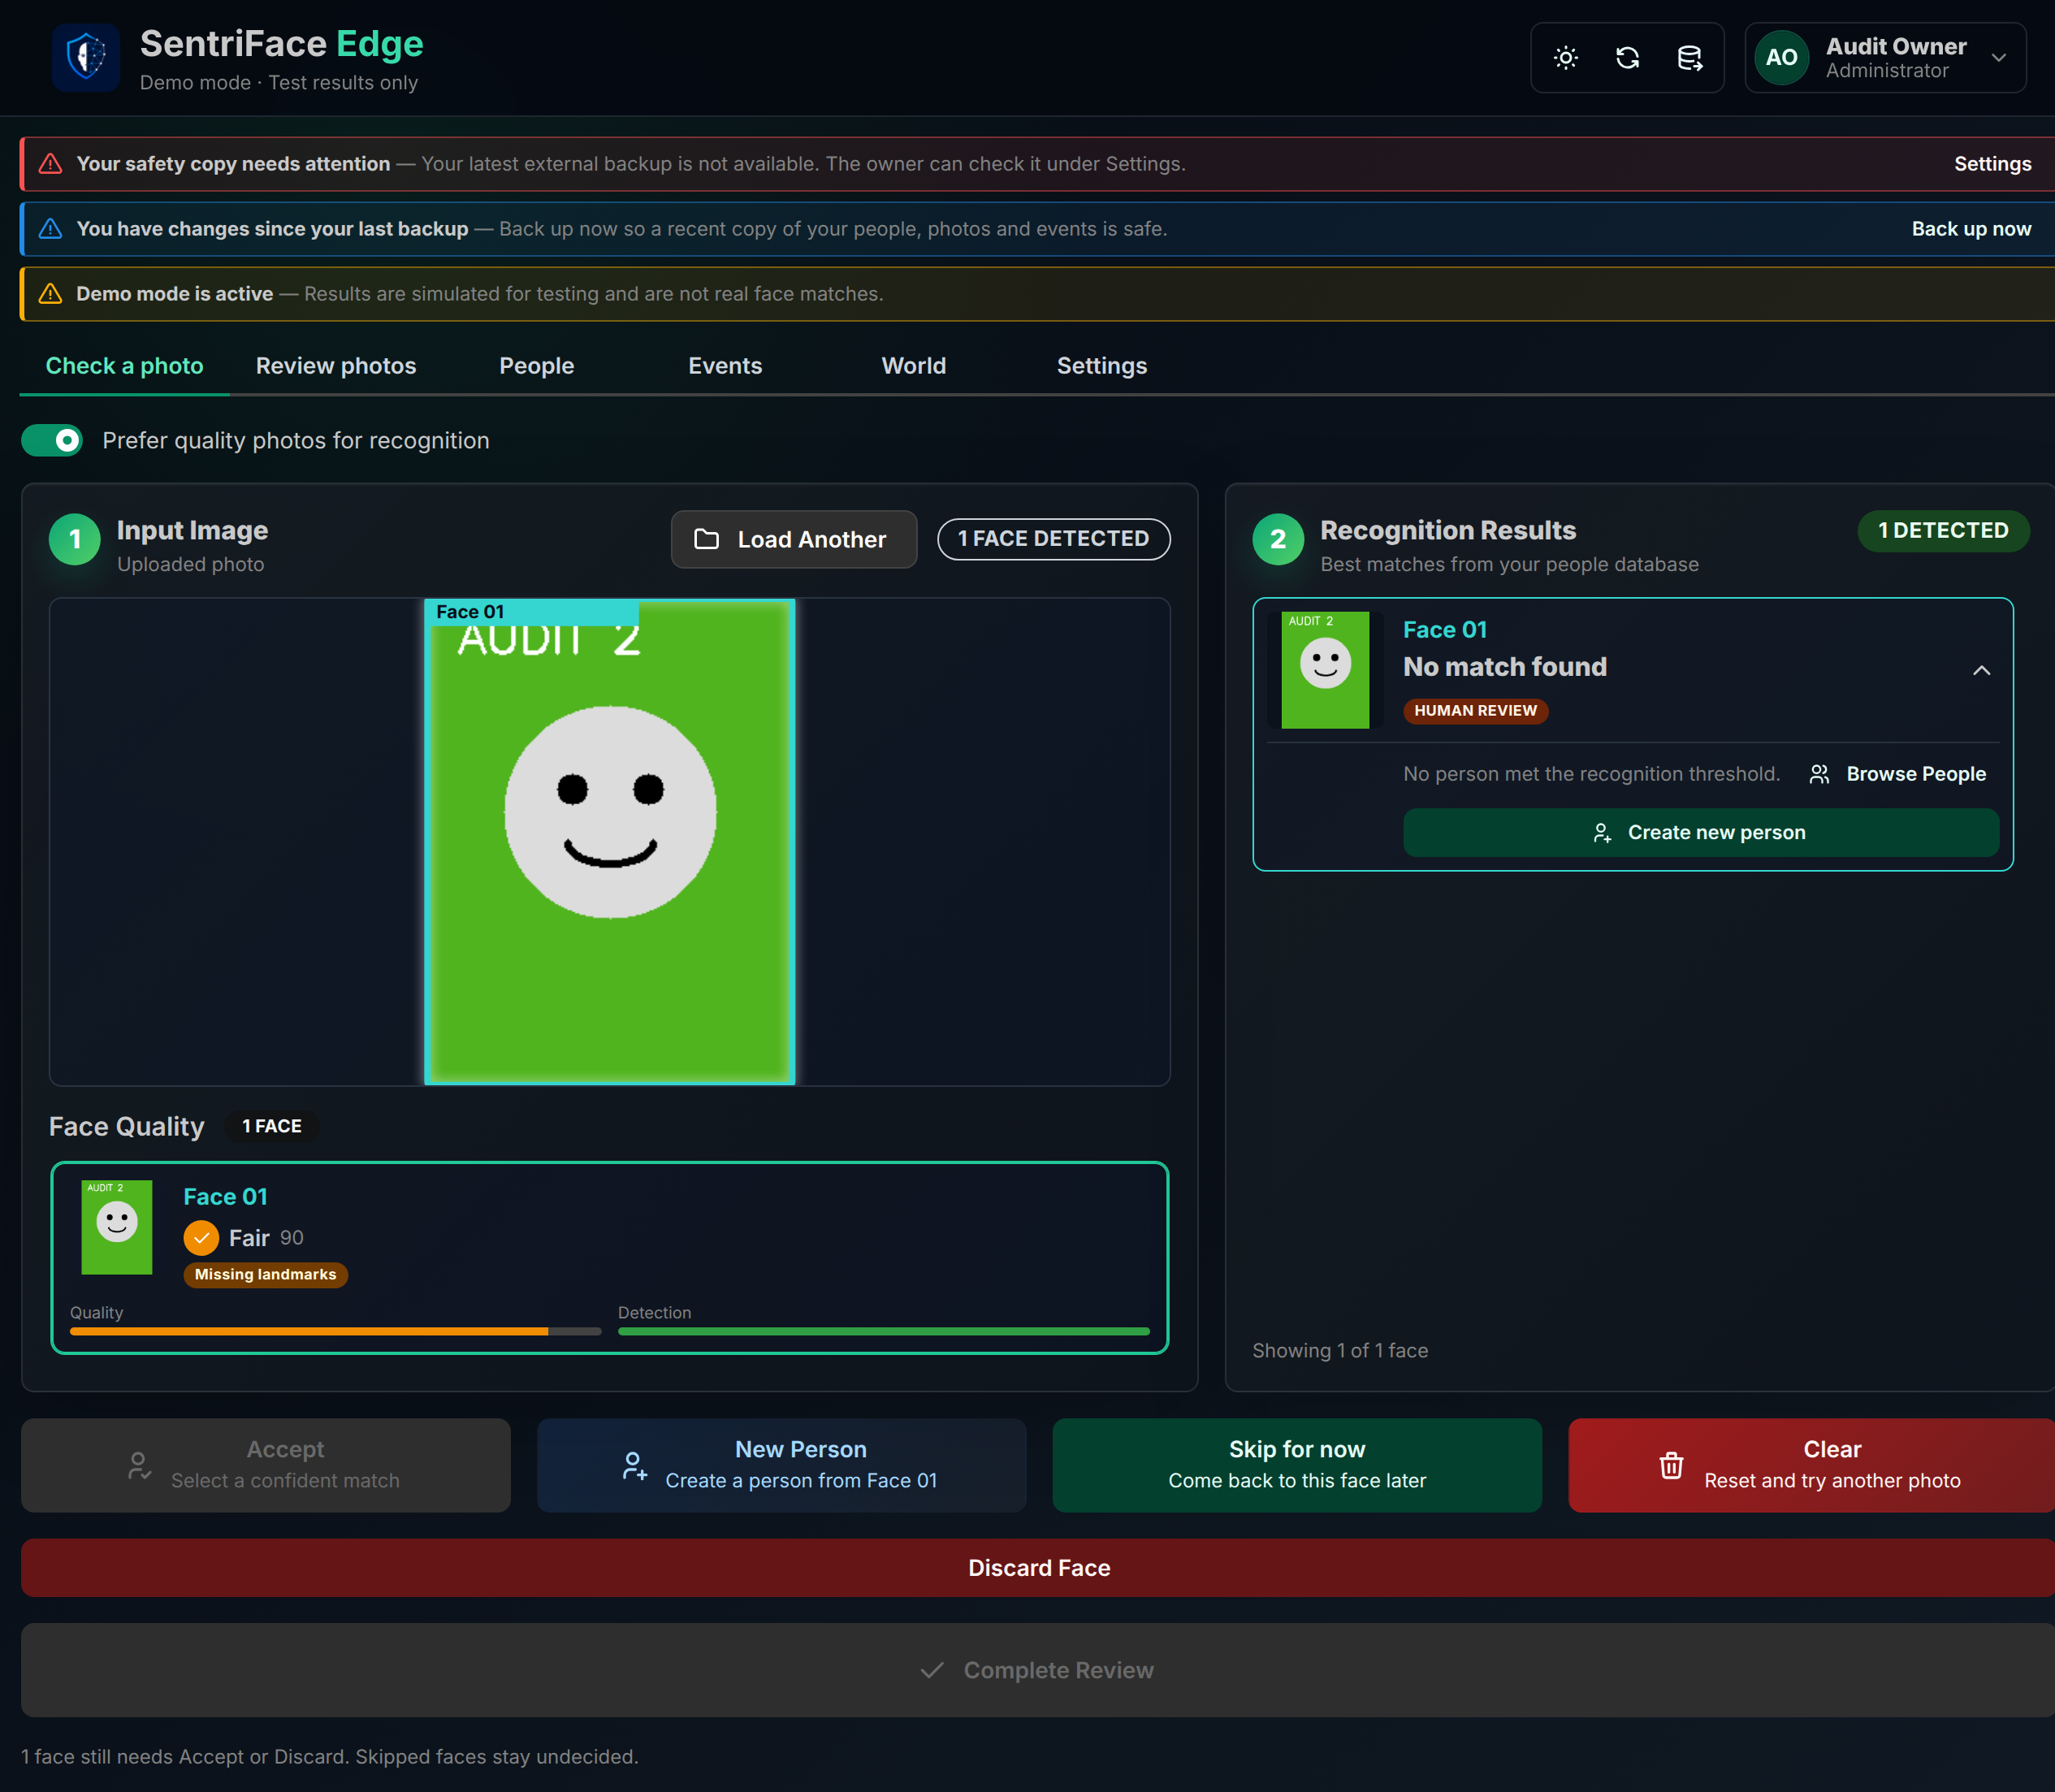 SentriFace Edge
Demo mode · Test results only
AO
Audit Owner
Administrator
Your safety copy needs attention — Your latest external backup is not available. The owner can check it under Settings.
Settings
You have changes since your last backup — Back up now so a recent copy of your people, photos and events is safe.
Back up now
Demo mode is active — Results are simulated for testing and are not real face matches.
Check a photo
Review photos
People
Events
World
Settings
Prefer quality photos for recognition
1
Input Image
Uploaded photo
Load Another
1 FACE DETECTED
Face 01
AUDIT 2
Face Quality
1 FACE
AUDIT 2
Face 01
Fair 90
Missing landmarks
Quality
Detection
2
Recognition Results
Best matches from your people database
1 DETECTED
AUDIT 2
Face 01
No match found
HUMAN REVIEW
No person met the recognition threshold.
Browse People
Create new person
Showing 1 of 1 face
Accept
Select a confident match
New Person
Create a person from Face 01
Skip for now
Come back to this face later
Clear
Reset and try another photo
Discard Face
Complete Review
1 face still needs Accept or Discard. Skipped faces stay undecided.